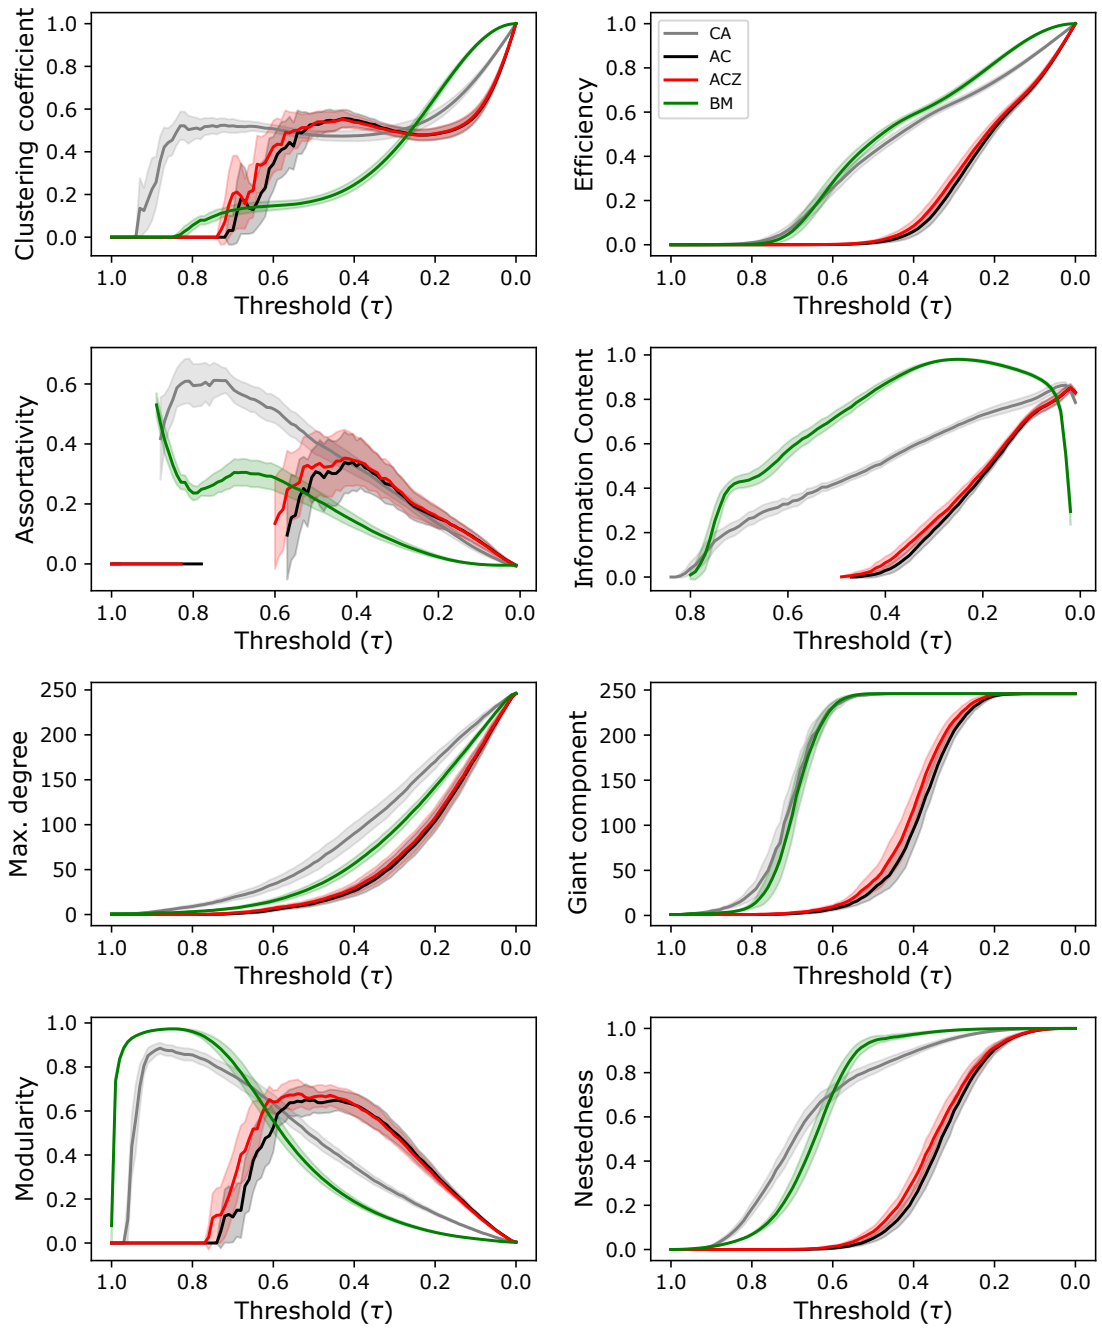 Clustering coefficient
1.0
0.8
0.6
0.4
0.2
0.0
1.0 0.8 0.6 0.4 0.2 0.0
Threshold (τ)
Efficiency
1.0
0.8
0.6
0.4
0.2
0.0
CA
AC
ACZ
BM
1.0 0.8 0.6 0.4 0.2 0.0
Threshold (τ)
Assortativity
0.6
0.4
0.2
0.0
1.0 0.8 0.6 0.4 0.2 0.0
Threshold (τ)
Information Content
1.0
0.8
0.6
0.4
0.2
0.0
0.8 0.6 0.4 0.2 0.0
Threshold (τ)
Max. degree
250
200
150
100
50
0
1.0 0.8 0.6 0.4 0.2 0.0
Threshold (τ)
Giant component
250
200
150
100
50
0
1.0 0.8 0.6 0.4 0.2 0.0
Threshold (τ)
Modularity
1.0
0.8
0.6
0.4
0.2
0.0
1.0 0.8 0.6 0.4 0.2 0.0
Threshold (τ)
Nestedness
1.0
0.8
0.6
0.4
0.2
0.0
1.0 0.8 0.6 0.4 0.2 0.0
Threshold (τ)